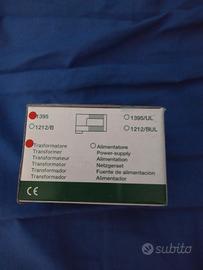 1395
1395/UL
1212/B
1212/BUL
Trasformatore
Alimentatore
Transformer
Power-supply
Transformateur
Alimentation
Transformator
Netzgerset
Transformador
Fuente de alimentación
Transformador
Alimentador
CE
subito